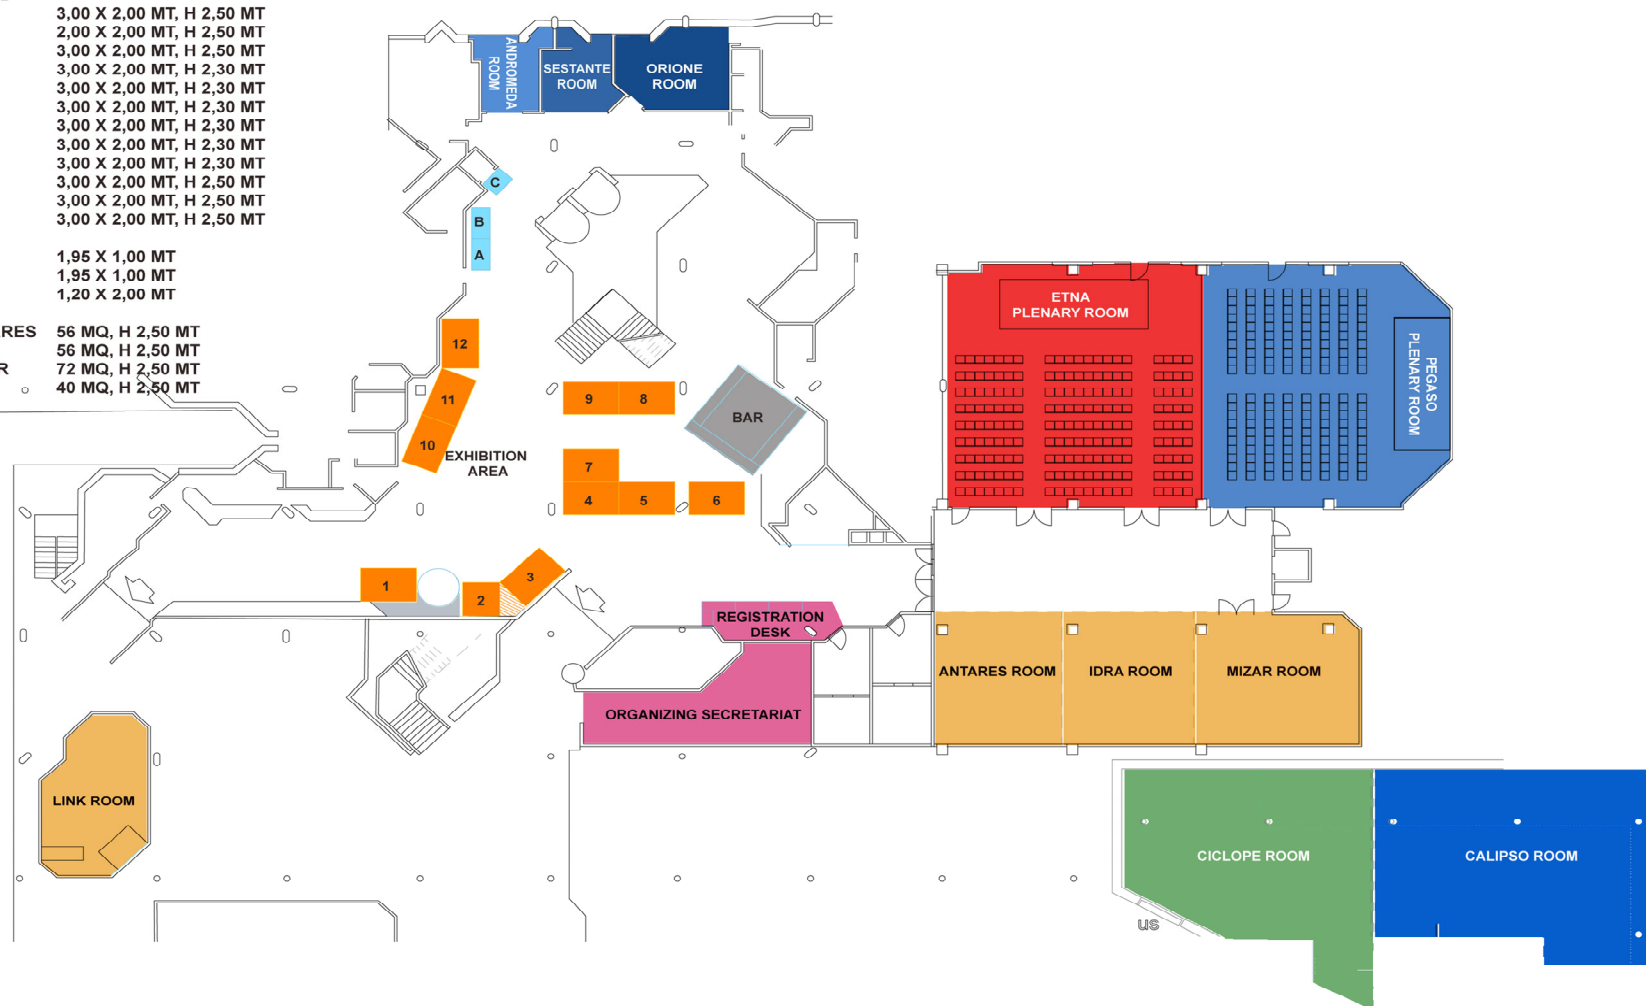 3,00 X 2,00 MT, H 2,50 MT
2,00 X 2,00 MT, H 2,50 MT
3,00 X 2,00 MT, H 2,50 MT
3,00 X 2,00 MT, H 2,30 MT
3,00 X 2,00 MT, H 2,30 MT
3,00 X 2,00 MT, H 2,30 MT
3,00 X 2,00 MT, H 2,30 MT
3,00 X 2,00 MT, H 2,30 MT
3,00 X 2,00 MT, H 2,30 MT
3,00 X 2,00 MT, H 2,50 MT
3,00 X 2,00 MT, H 2,50 MT
3,00 X 2,00 MT, H 2,50 MT
1,95 X 1,00 MT
1,95 X 1,00 MT
1,20 X 2,00 MT
RES 56 MQ, H 2,50 MT
56 MQ, H 2,50 MT
R 72 MQ, H 2,50 MT
40 MQ, H 2,50 MT
ANDROMEDA
ROOM
SESTANTE
ROOM
ORIONE
ROOM
C
B
A
12
11
10
EXHIBITION
AREA
9
8
7
4
5
6
BAR
1
2
3
ETNA
PLENARY ROOM
PEGASO
PLENARY ROOM
REGISTRATION
DESK
ORGANIZING SECRETARIAT
ANTARES ROOM
IDRA ROOM
MIZAR ROOM
LINK ROOM
CICLOPE ROOM
CALIPSO ROOM
us